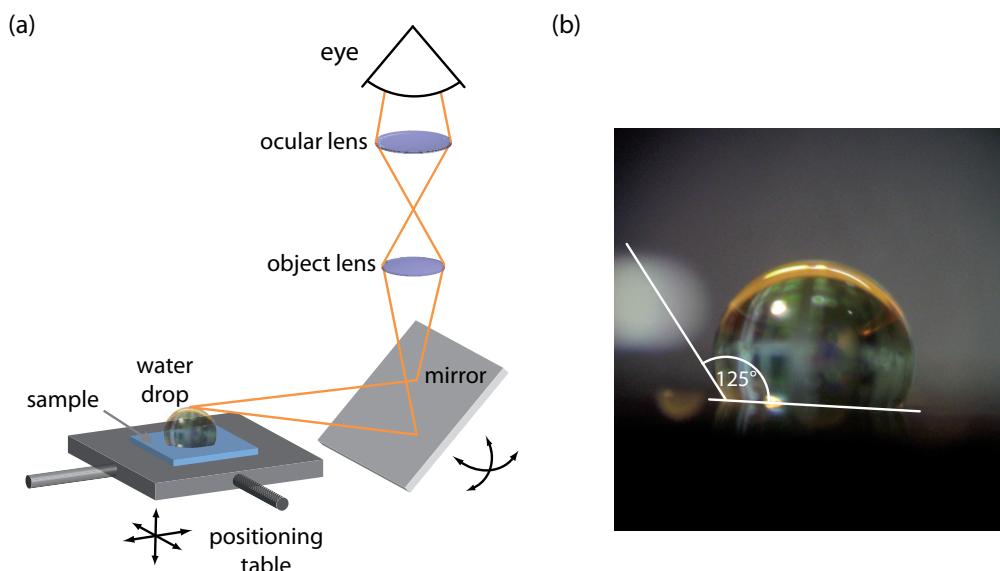 (a)
eye
ocular lens
object lens
mirror
water
drop
sample
positioning
table
(b)
125°